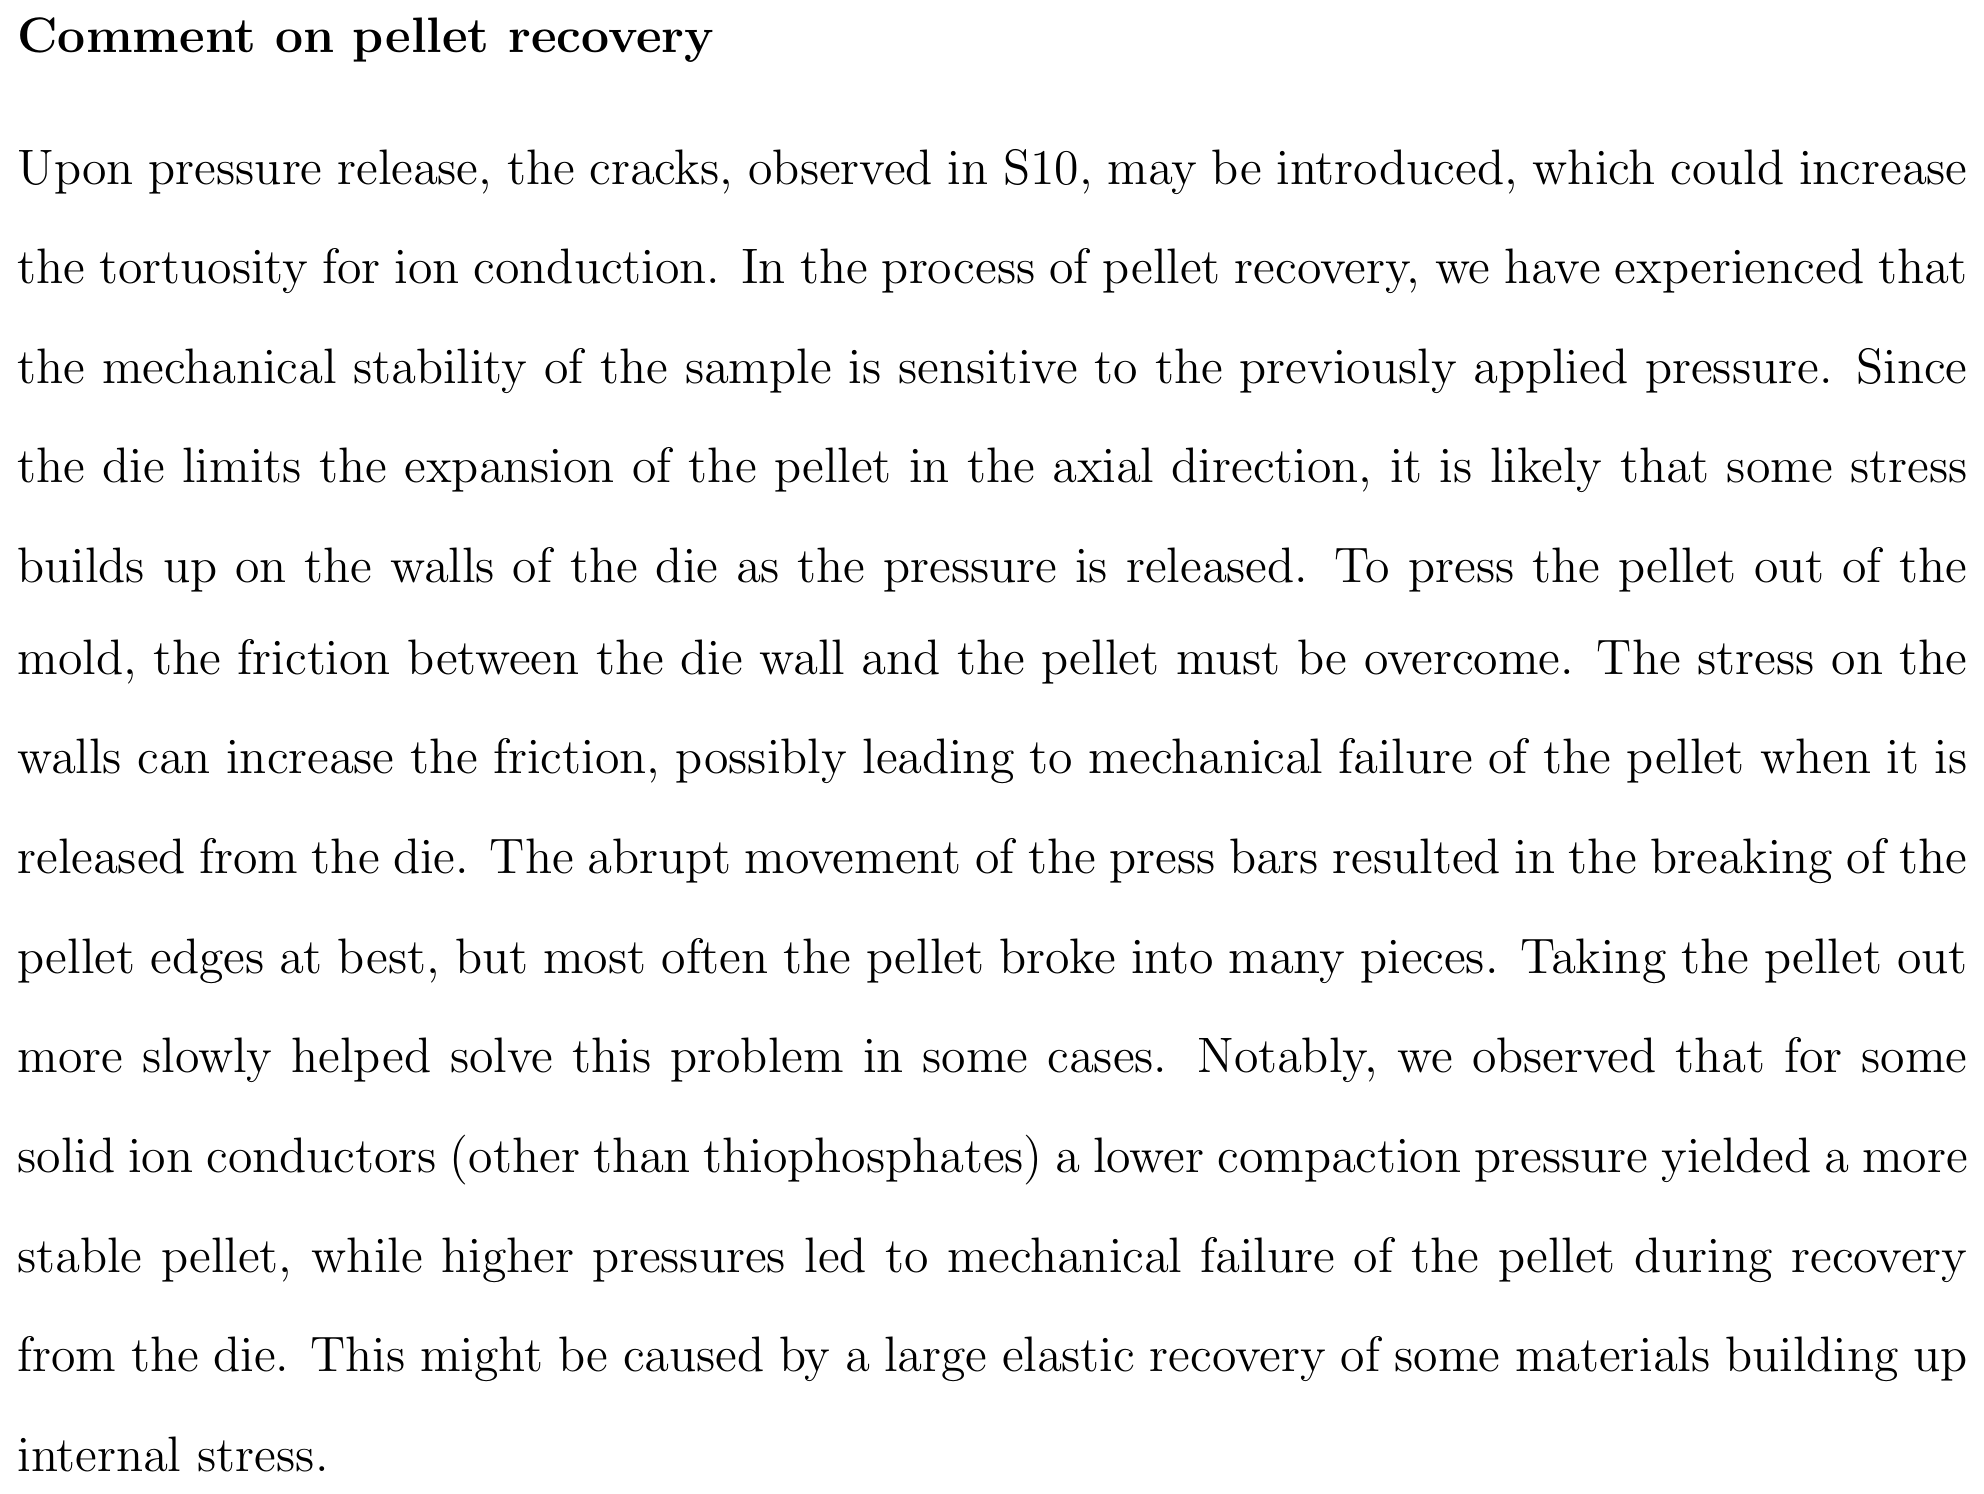 Comment on pellet recovery
Upon pressure release, the cracks, observed in S10, may be introduced, which could increase
the tortuosity for ion conduction. In the process of pellet recovery, we have experienced that
the mechanical stability of the sample is sensitive to the previously applied pressure. Since
the die limits the expansion of the pellet in the axial direction, it is likely that some stress
builds up on the walls of the die as the pressure is released. To press the pellet out of the
mold, the friction between the die wall and the pellet must be overcome. The stress on the
walls can increase the friction, possibly leading to mechanical failure of the pellet when it is
released from the die. The abrupt movement of the press bars resulted in the breaking of the
pellet edges at best, but most often the pellet broke into many pieces. Taking the pellet out
more slowly helped solve this problem in some cases. Notably, we observed that for some
solid ion conductors (other than thiophosphates) a lower compaction pressure yielded a more
stable pellet, while higher pressures led to mechanical failure of the pellet during recovery
from the die. This might be caused by a large elastic recovery of some materials building up
internal stress.